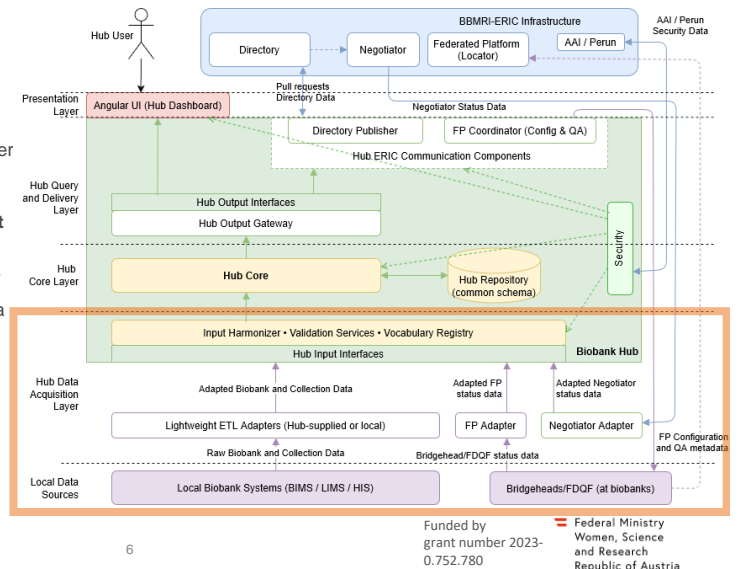 BBMRI-ERIC Infrastructure
AAI / Perun
Security Data
Hub User
Directory
Negotiator
Federated Platform
(Locator)
AAI / Perun
Pull requests
Directory Data
Negotiator Status Data
Presentation
Layer
Angular UI (Hub Dashboard)
Directory Publisher
FP Coordinator (Config & QA)
Hub ERIC Communication Components
er
Hub Query
and Delivery
Layer
t
Hub Output Interfaces
Hub Output Gateway
Security
Hub
Core Layer
Hub Core
Hub Repository
(common schema)
a
Input Harmonizer • Validation Services • Vocabulary Registry
Hub Input Interfaces
Biobank Hub
Hub Data
Acquisition
Layer
Adapted Biobank and Collection Data
Adapted FP
status data
Adapted Negotiator
status data
Lightweight ETL Adapters (Hub-supplied or local)
FP Adapter
Negotiator Adapter
Raw Biobank and Collection Data
Bridgehead/FDQF status data
FP Configuration
and QA metadata
Local Data
Sources
Local Biobank Systems (BIMS / LIMS / HIS)
Bridgeheads/FDQF (at biobanks)
6
Funded by
grant number 2023-
0.752.780
Federal Ministry
Women, Science
and Research
Republic of Austria